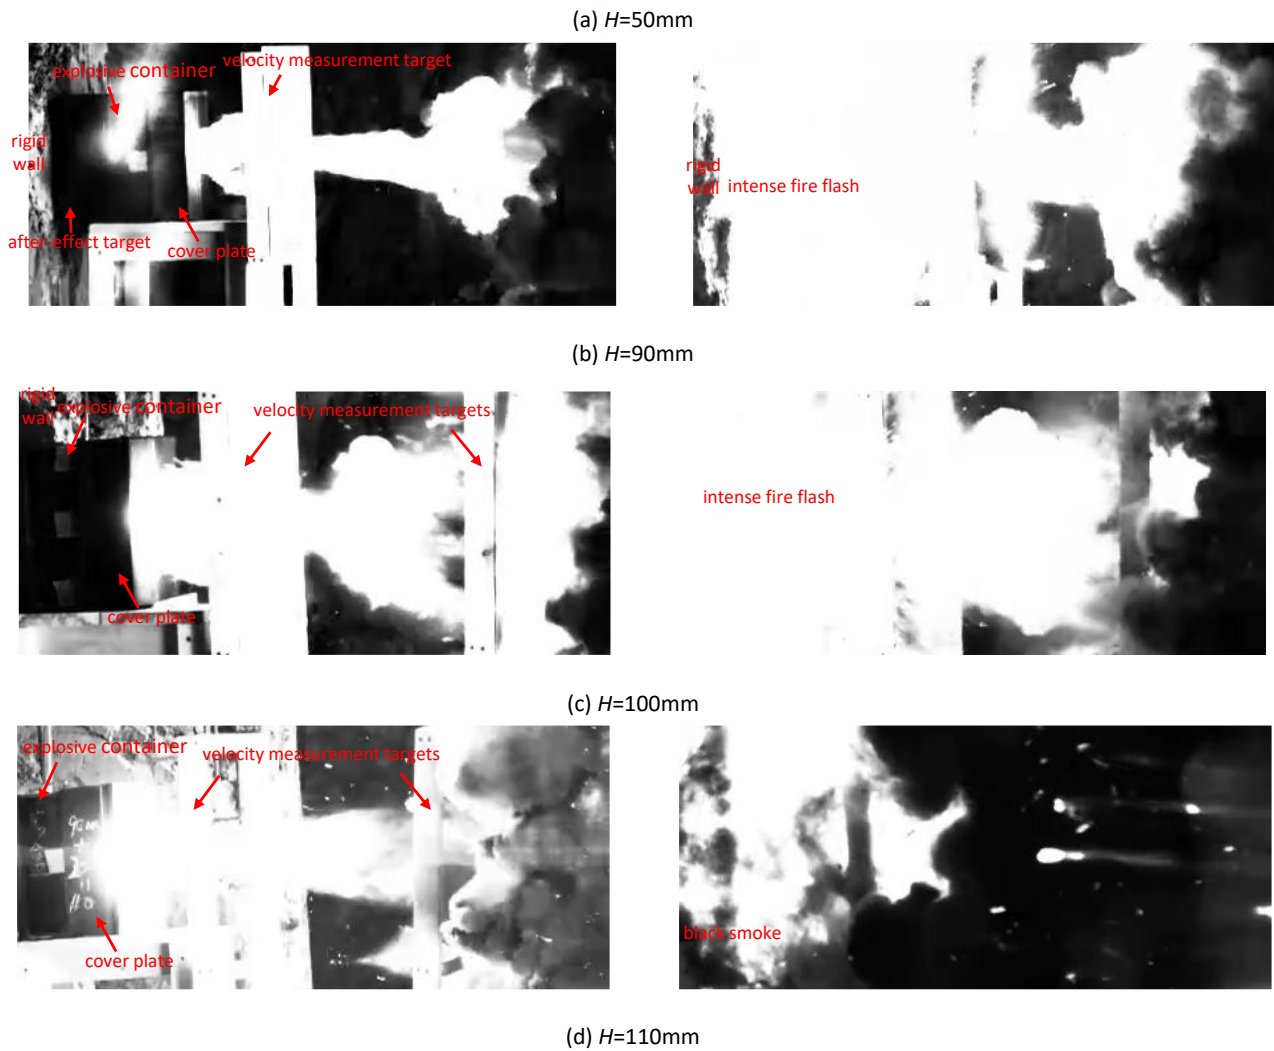 (a) H=50mm
velocity measurement target
explosive container
rigid
wall
after-effect target
cover plate
rigid
wall
intense fire flash
(b) H=90mm
rigid
wall
explosive container
velocity measurement targets
cover plate
intense fire flash
(c) H=100mm
explosive container
velocity measurement targets
cover plate
black smoke
(d) H=110mm